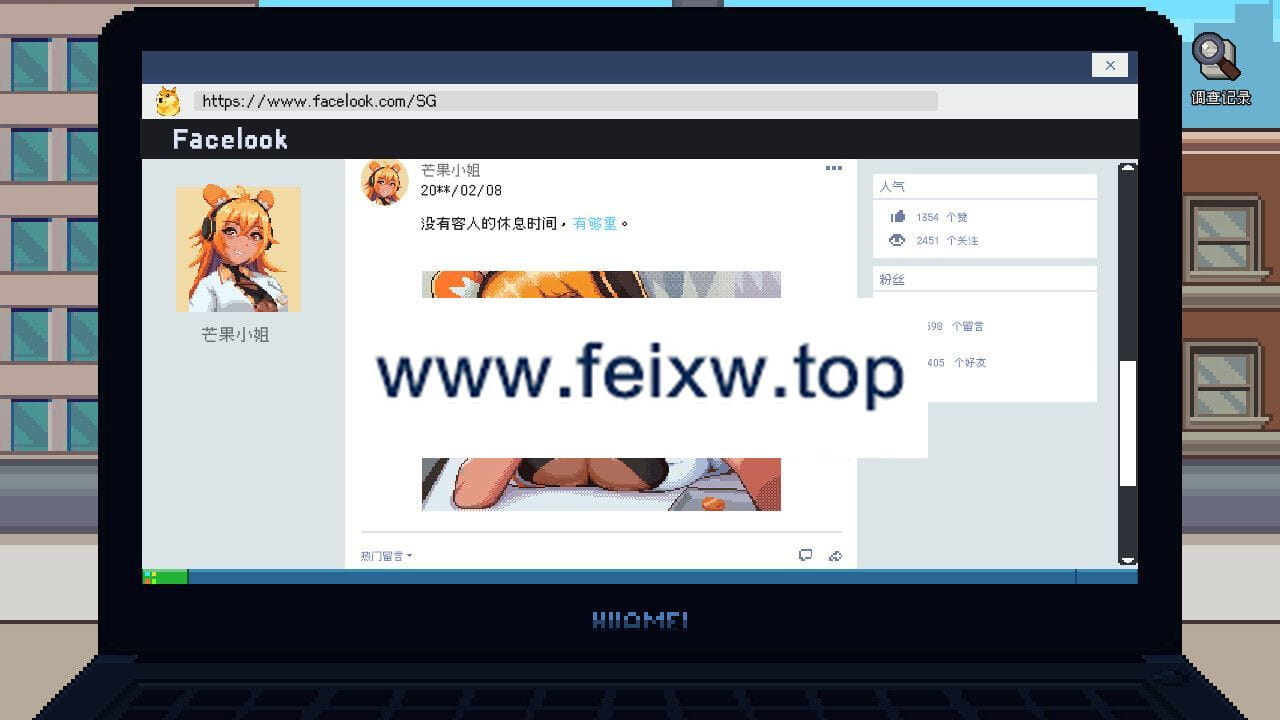 https://www.facelook.com/SG
调查记录
Facelook
芒果小姐
20**/02/08
没有客人的休息时间，有够重。
芒果小姐
人气
1354 个赞
2451 个关注
粉丝
598 个留言
405 个好友
www.feixw.top
热门留言